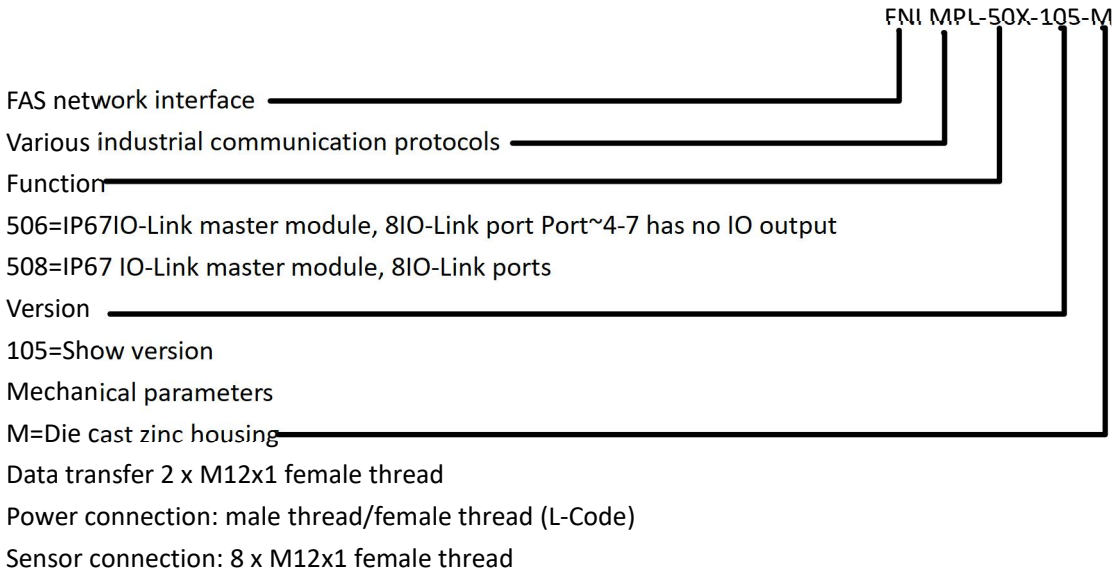 FNI MPL-50X-105-M
FAS network interface
Various industrial communication protocols
Function
506=IP67IO-Link master module, 8IO-Link port Port~4-7 has no IO output
508=IP67 IO-Link master module, 8IO-Link ports
Version
105=Show version
Mechanical parameters
M=Die cast zinc housing
Data transfer 2 x M12x1 female thread
Power connection: male thread/female thread (L-Code)
Sensor connection: 8 x M12x1 female thread